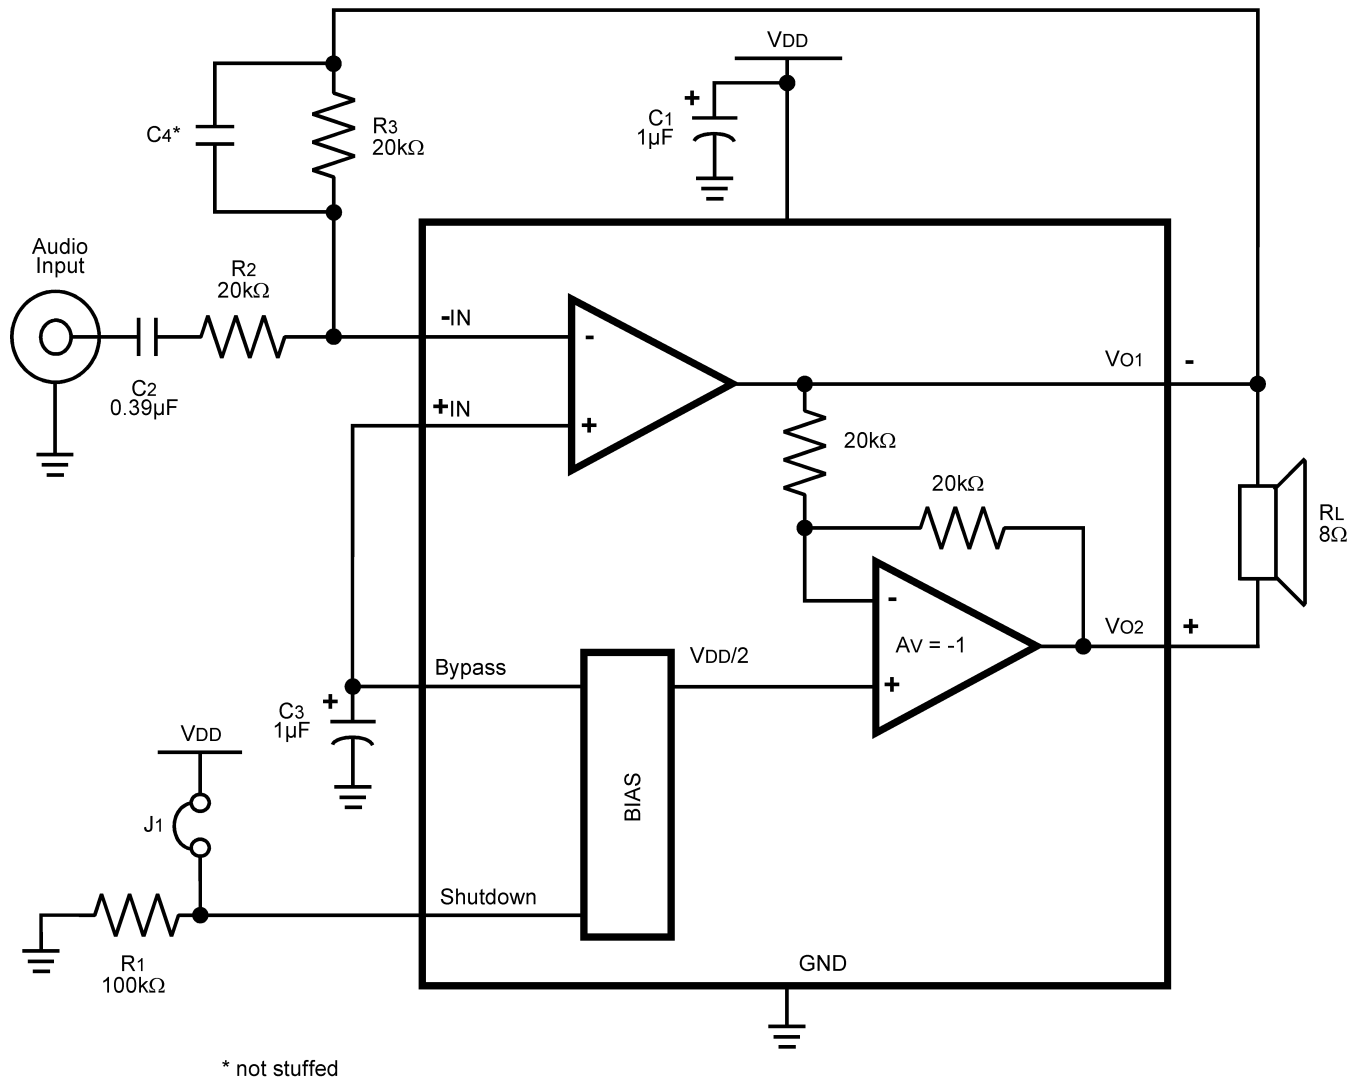 VDD
C4*
R3
20kΩ
+
C1
1µF
Audio
Input
R2
20kΩ
C2
0.39µF
-IN
+IN
-
+
VO1
-
20kΩ
20kΩ
RL
8Ω
-
AV = -1
+
VO2
+
Bypass
VDD/2
+
C3
1µF
VDD
J1
BIAS
Shutdown
R1
100kΩ
GND
* not stuffed